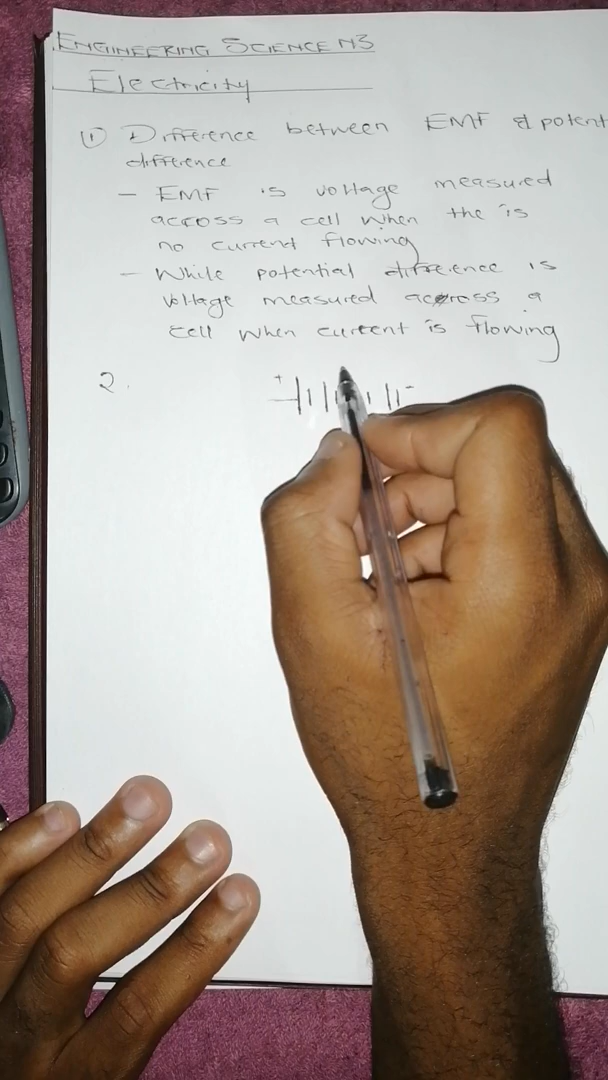 ENGINEERING SCIENCE N3
Electricity
① Difference between EMF & potent
difference
- EMF is voltage measured
across a cell when the is
no current flowing
- While potential difference is
voltage measured across a
cell when current is flowing
2.
+ -